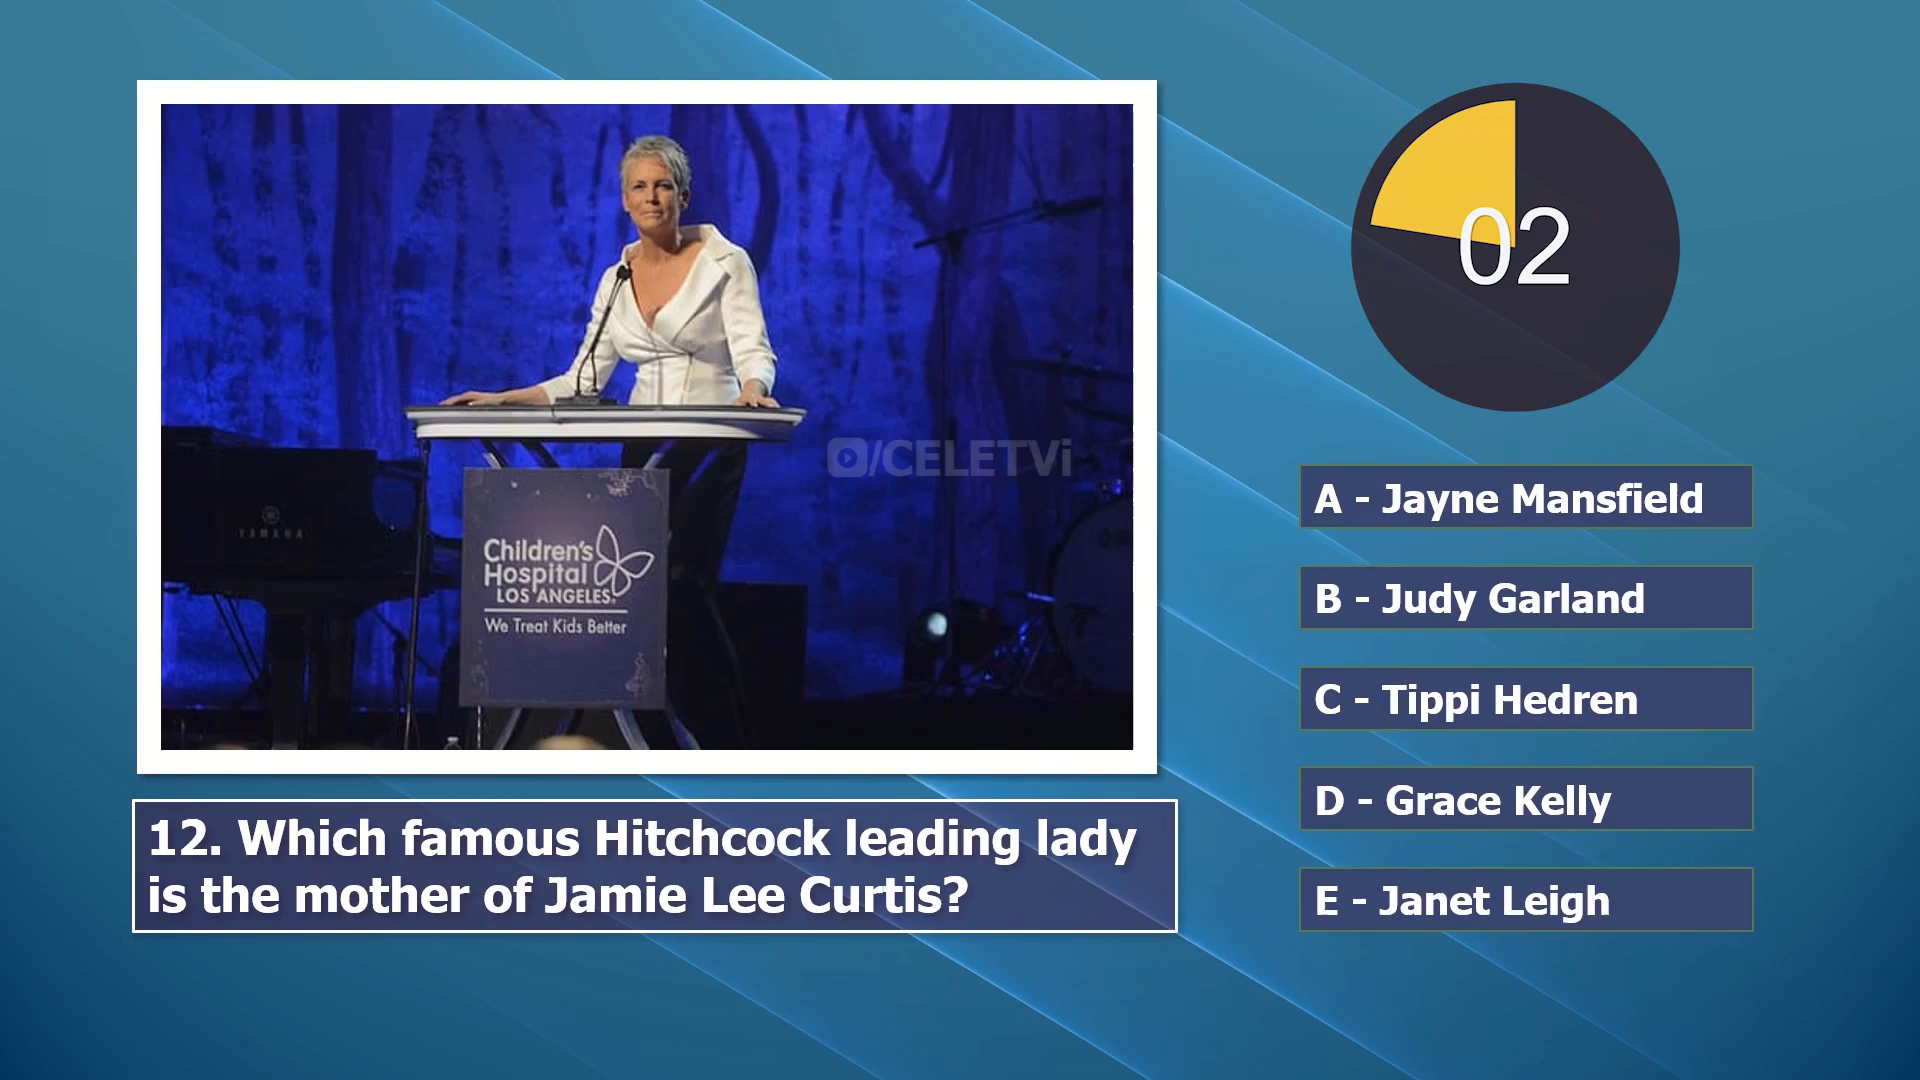 YAMAHA
/CELETVi
Children's
Hospital
LOS ANGELES.
We Treat Kids Better
12. Which famous Hitchcock leading lady
is the mother of Jamie Lee Curtis?
02
A - Jayne Mansfield
B - Judy Garland
C - Tippi Hedren
D - Grace Kelly
E - Janet Leigh